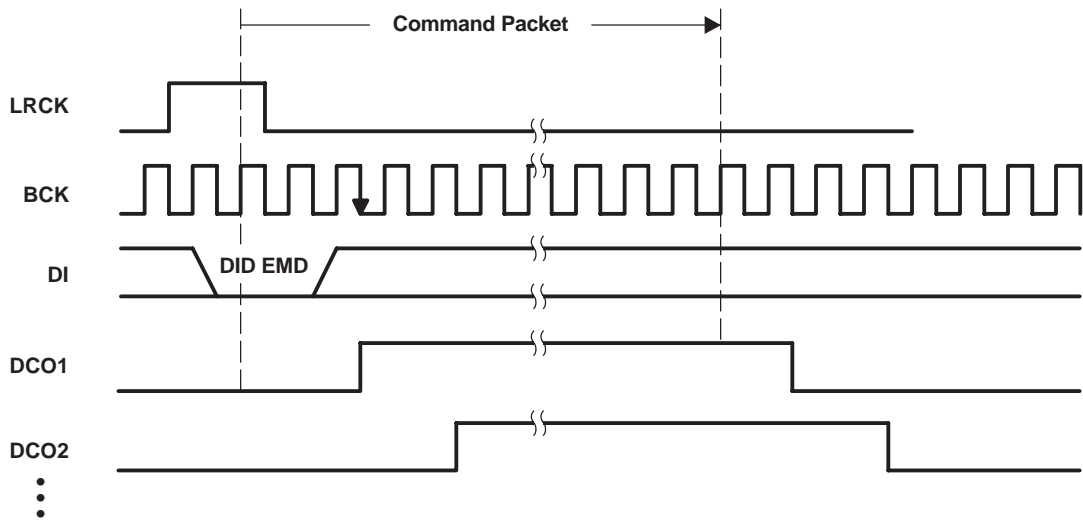 Command Packet
LRCK
BCK
DI
DID EMD
DCO1
DCO2